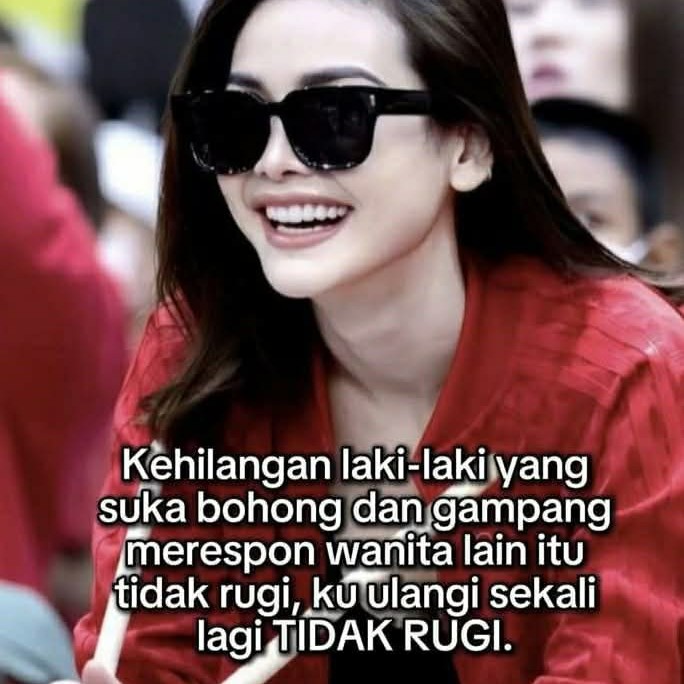 Kehilangan laki-laki yang
suka bohong dan gampang
merespon wanita lain itu
tidak rugi, ku ulangi sekali
lagi TIDAK RUGI.